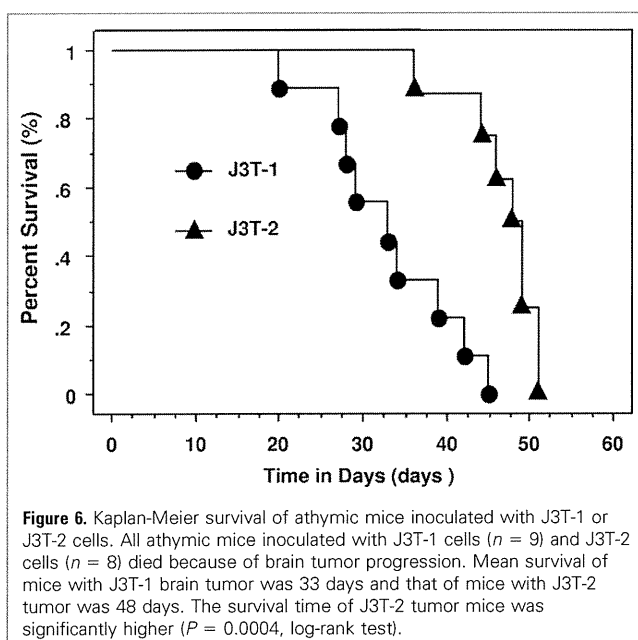 1
.8
.6
.4
.2
0
Percent Survival (%)
J3T-1
J3T-2
0 10 20 30 40 50 60
Time in Days (days )
Figure 6. Kaplan-Meier survival of athymic mice inoculated with J3T-1 or
J3T-2 cells. All athymic mice inoculated with J3T-1 cells (n = 9) and J3T-2
cells (n = 8) died because of brain tumor progression. Mean survival of
mice with J3T-1 brain tumor was 33 days and that of mice with J3T-2
tumor was 48 days. The survival time of J3T-2 tumor mice was
significantly higher (P = 0.0004, log-rank test).